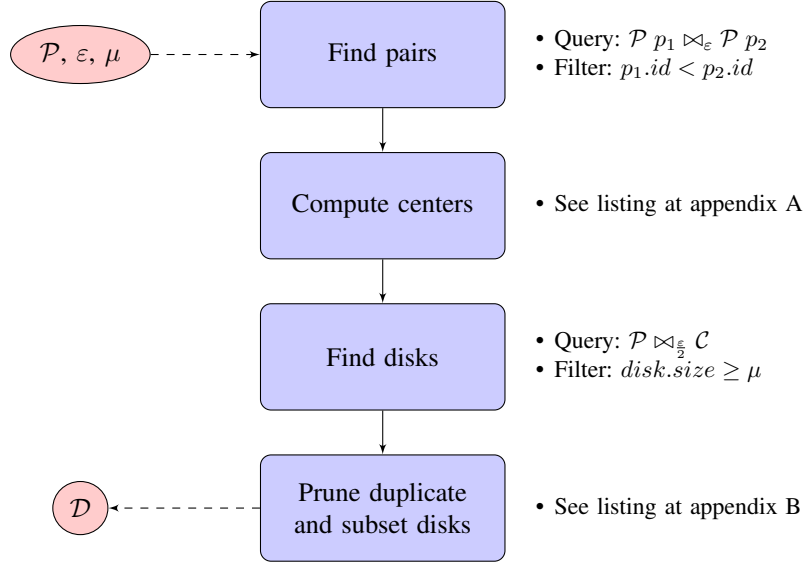 𝒫, ε, μ
Find pairs
• Query: 𝒫 p₁ ⋈_ε 𝒫 p₂
• Filter: p₁.id < p₂.id
Compute centers
• See listing at appendix A
Find disks
• Query: 𝒫 ⋈_{ε/2} 𝒞
• Filter: disk.size ≥ μ
𝒟
Prune duplicate
and subset disks
• See listing at appendix B